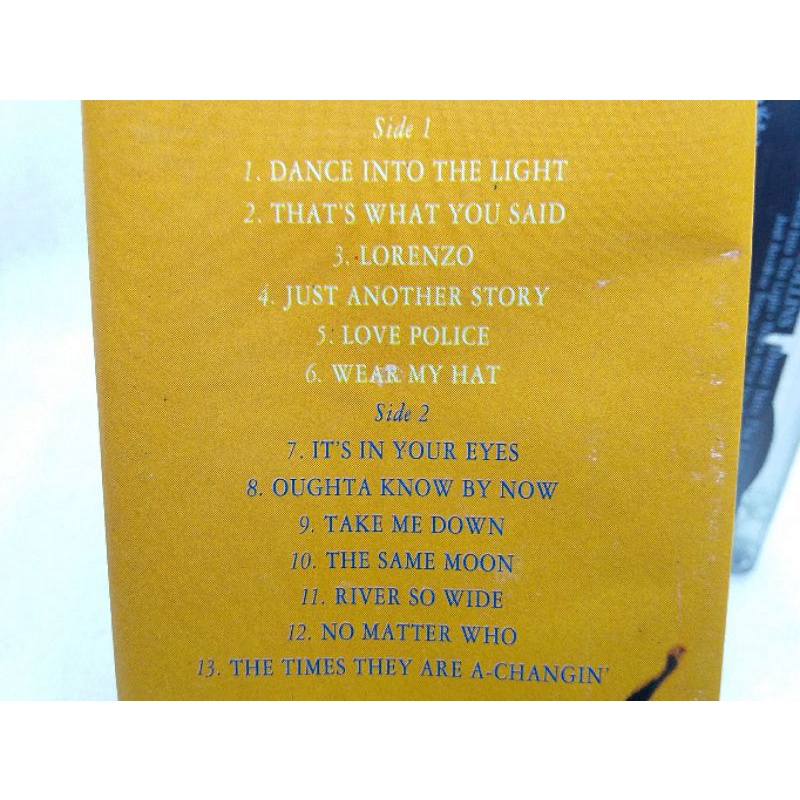 Side 1
1. DANCE INTO THE LIGHT
2. THAT'S WHAT YOU SAID
3. LORENZO
4. JUST ANOTHER STORY
5. LOVE POLICE
6. WEAR MY HAT
Side 2
7. IT'S IN YOUR EYES
8. OUGHTA KNOW BY NOW
9. TAKE ME DOWN
10. THE SAME MOON
11. RIVER SO WIDE
12. NO MATTER WHO
13. THE TIMES THEY ARE A-CHANGIN'